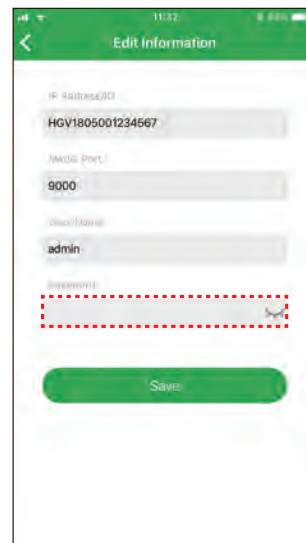 11:32
Edit Information
IP Address/ID
HGV1805001234567
Media Port
9000
User Name
admin
Password
Save